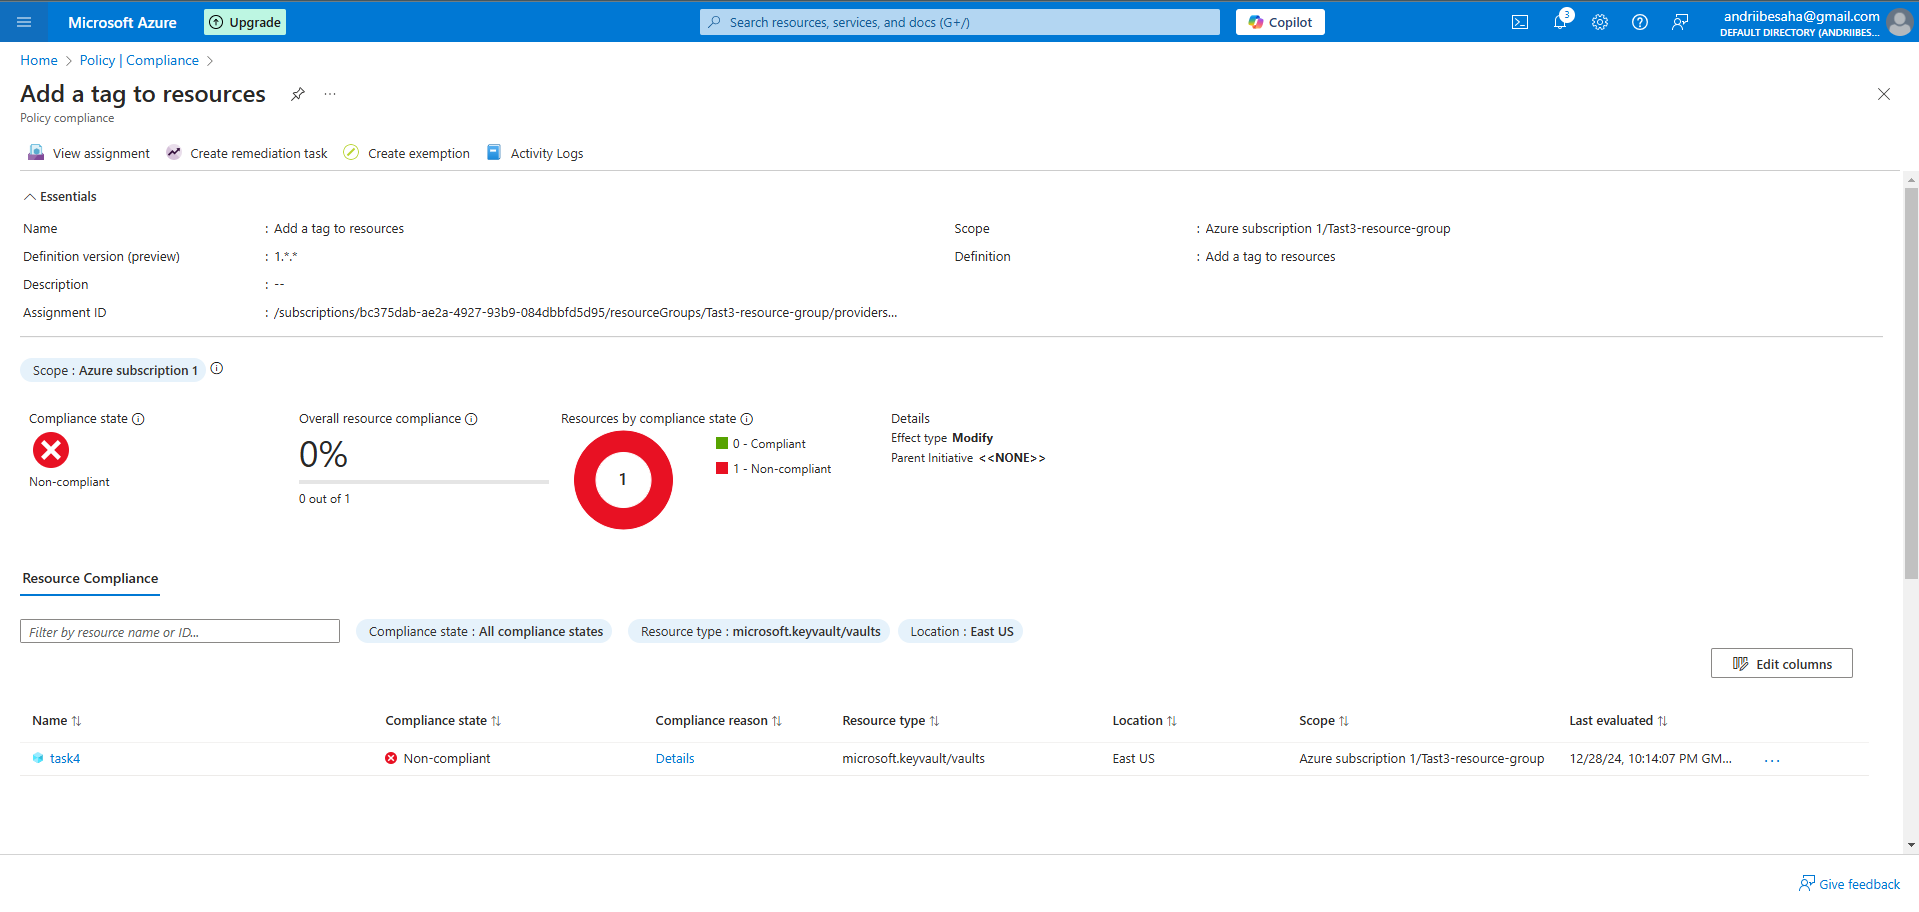 Microsoft Azure
Upgrade
Search resources, services, and docs (G+/)
Copilot
3
andriibesaha@gmail.com
DEFAULT DIRECTORY (ANDRIIBES...
Home > Policy | Compliance >
Add a tag to resources ...
Policy compliance
View assignment
Create remediation task
Create exemption
Activity Logs
Essentials
Name : Add a tag to resources
Scope : Azure subscription 1/Tast3-resource-group
Definition version (preview) : 1.*.*
Definition : Add a tag to resources
Description : --
Assignment ID : /subscriptions/bc375dab-ae2a-4927-93b9-084dbbfd5d95/resourceGroups/Tast3-resource-group/providers...
Scope : Azure subscription 1
Compliance state
Non-compliant
Overall resource compliance
0%
0 out of 1
Resources by compliance state
1
0 - Compliant
1 - Non-compliant
Details
Effect type Modify
Parent Initiative <<NONE>>
Resource Compliance
Filter by resource name or ID...
Compliance state : All compliance states
Resource type : microsoft.keyvault/vaults
Location : East US
Edit columns
Name Compliance state Compliance reason Resource type Location Scope Last evaluated
task4 Non-compliant Details microsoft.keyvault/vaults East US Azure subscription 1/Tast3-resource-group 12/28/24, 10:14:07 PM GM... ...
Give feedback